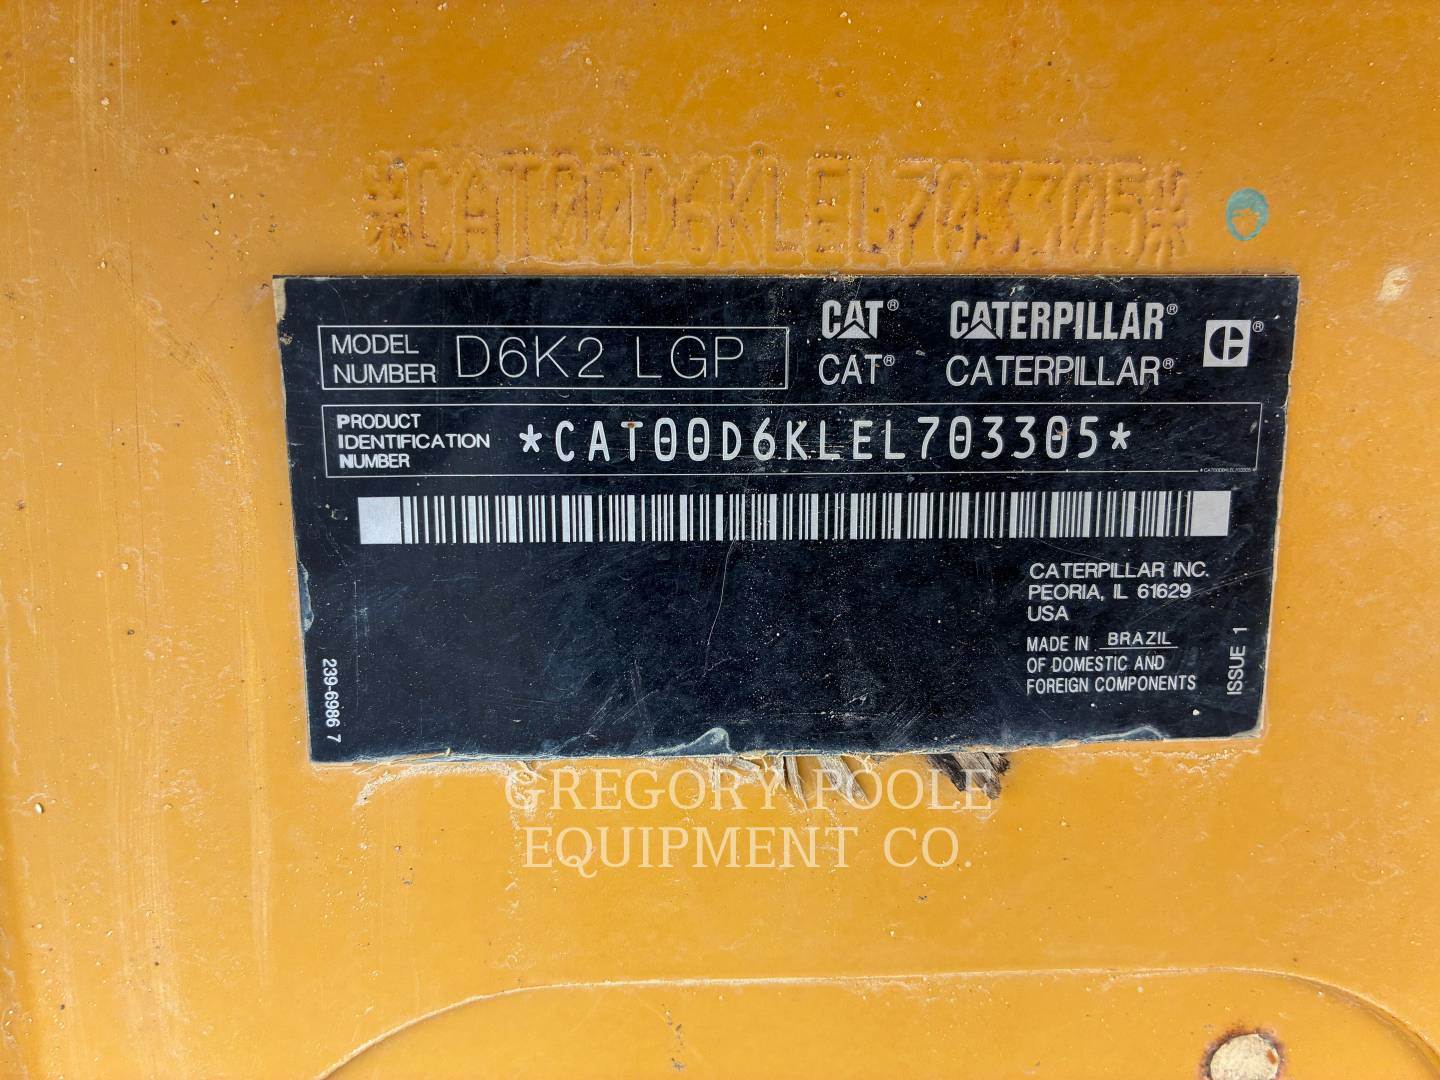 *CAT00D6KLEL703305*
CAT® CATERPILLAR®
MODEL NUMBER D6K2 LGP
CAT® CATERPILLAR®
PRODUCT
IDENTIFICATION *CAT00D6KLEL703305*
NUMBER
*CAT00D6KLEL703305*
CATERPILLAR INC.
PEORIA, IL 61629
USA
MADE IN BRAZIL
OF DOMESTIC AND
FOREIGN COMPONENTS
ISSUE 1
239-6986 7
GREGORY POOLE
EQUIPMENT CO.